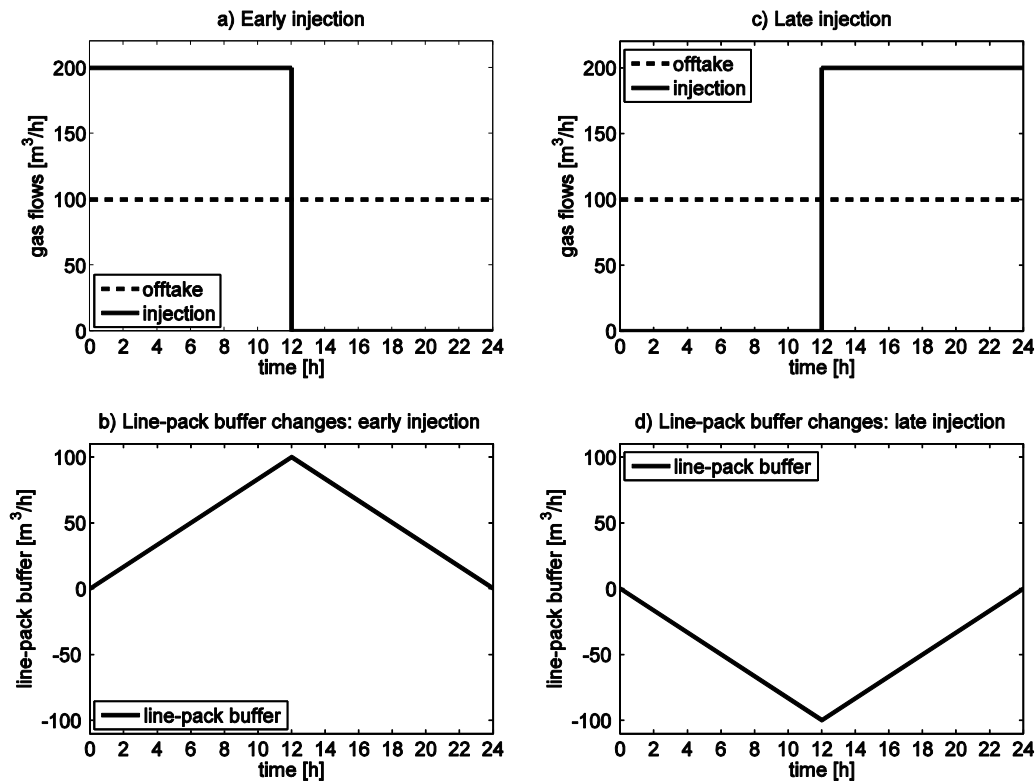 a) Early injection
200
150
100
50
0
gas flows [m³/h]
offtake
injection
0 2 4 6 8 10 12 14 16 18 20 22 24
time [h]
c) Late injection
200
150
100
50
0
gas flows [m³/h]
offtake
injection
0 2 4 6 8 10 12 14 16 18 20 22 24
time [h]
b) Line-pack buffer changes: early injection
100
50
0
-50
-100
line-pack buffer [m³/h]
line-pack buffer
0 2 4 6 8 10 12 14 16 18 20 22 24
time [h]
d) Line-pack buffer changes: late injection
100
50
0
-50
-100
line-pack buffer [m³/h]
line-pack buffer
0 2 4 6 8 10 12 14 16 18 20 22 24
time [h]